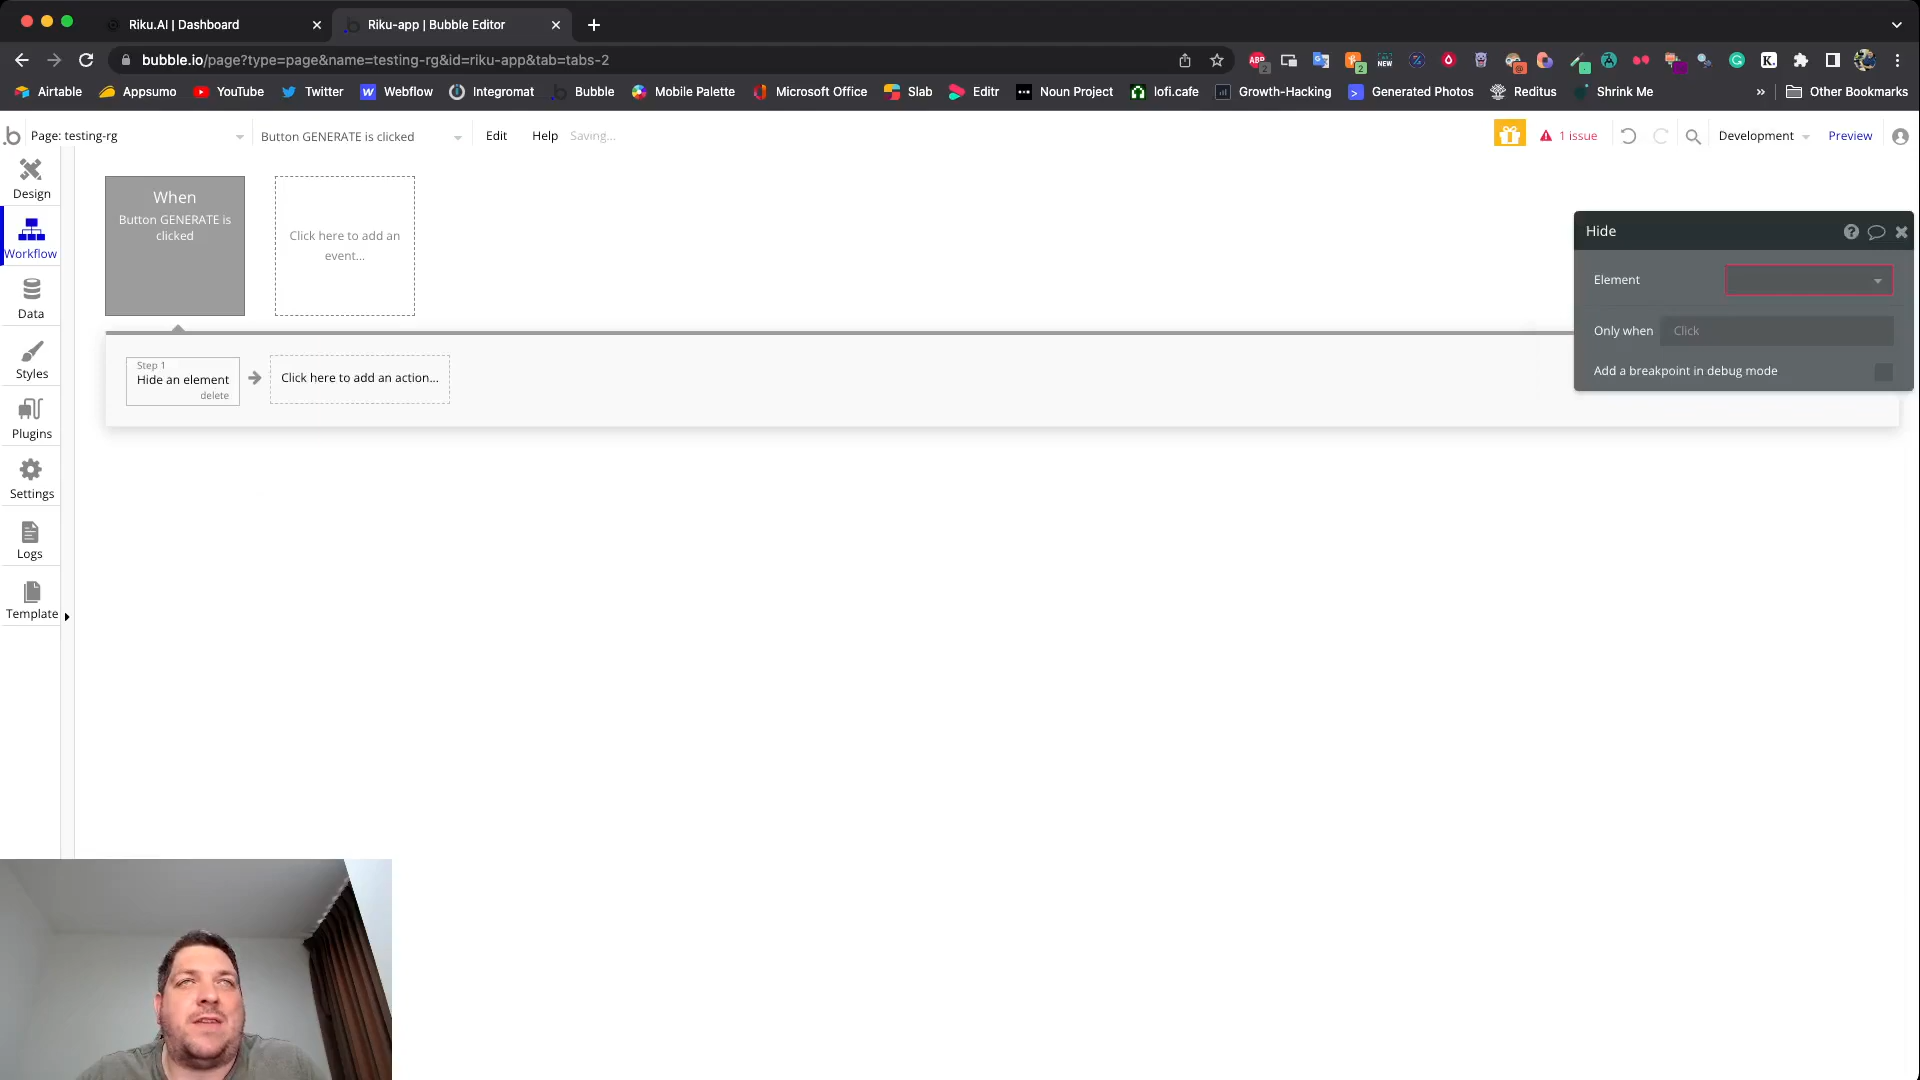 Riku.AI | Dashboard
Riku-app | Bubble Editor
bubble.io/page?type=page&name=testing-rg&id=riku-app&tab=tabs-2
ABP
2
2
NEW
K.
Airtable
Appsumo
YouTube
Twitter
Webflow
Integromat
Bubble
Mobile Palette
Microsoft Office
Slab
Editr
Noun Project
lofi.cafe
Growth-Hacking
Generated Photos
Reditus
Shrink Me
»
Other Bookmarks
Page: testing-rg
Button GENERATE is clicked
Edit
Help
Saving...
1 issue
Development
Preview
Design
Workflow
Data
Styles
Plugins
Settings
Logs
Template
When
Button GENERATE is
clicked
Click here to add an
event...
Step 1
Hide an element
delete
Click here to add an action...
Hide
Element
Only when
Click
Add a breakpoint in debug mode